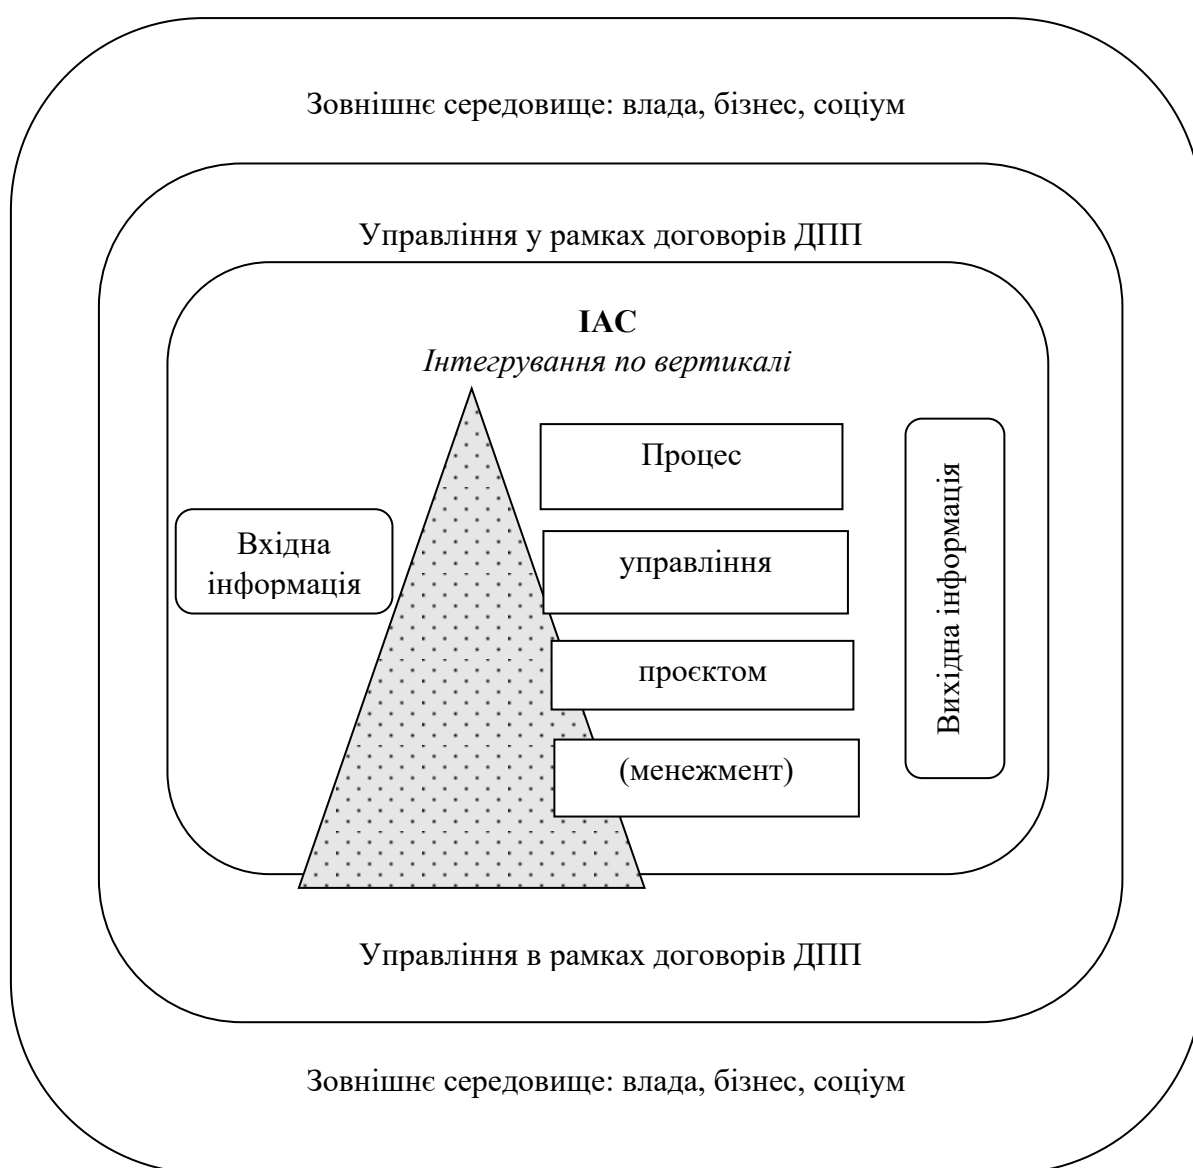 Зовнішнє середовище: влада, бізнес, соціум
Управління у рамках договорів ДПП
ІАС
Інтегрування по вертикалі
Процес
Вхідна
інформація
управління
проєктом
(менежмент)
Вихідна інформація
Управління в рамках договорів ДПП
Зовнішнє середовище: влада, бізнес, соціум